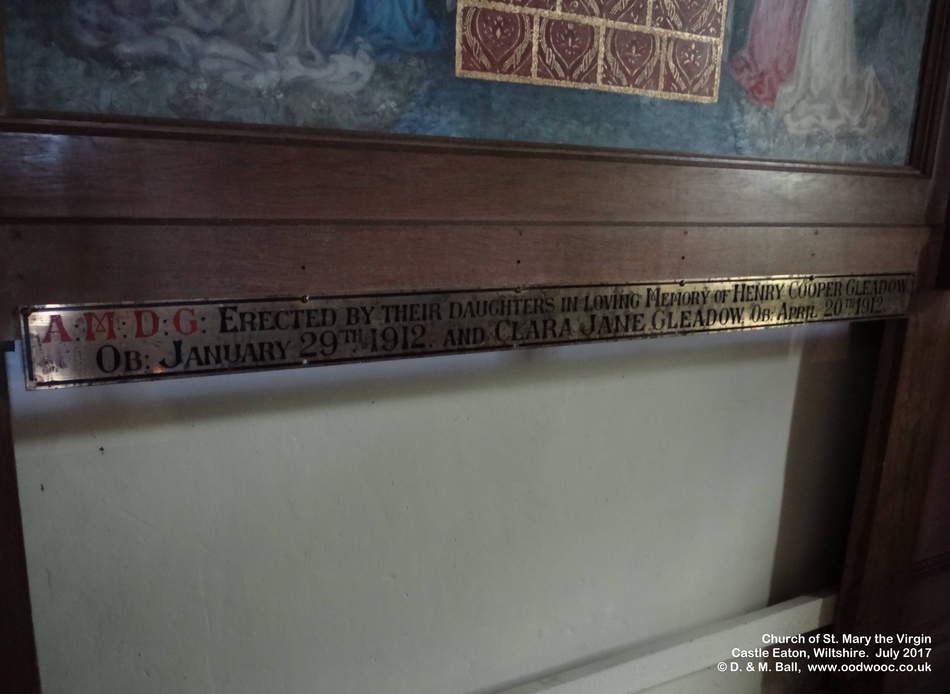 A:M:D:G: ERECTED BY THEIR DAUGHTERS IN LOVING MEMORY OF HENRY COOPER GLEADOW
OB: JANUARY 29TH 1912. AND CLARA JANE GLEADOW, OB: APRIL 20TH 1912.
Church of St. Mary the Virgin
Castle Eaton, Wiltshire. July 2017
© D. & M. Ball, www.oodwooc.co.uk